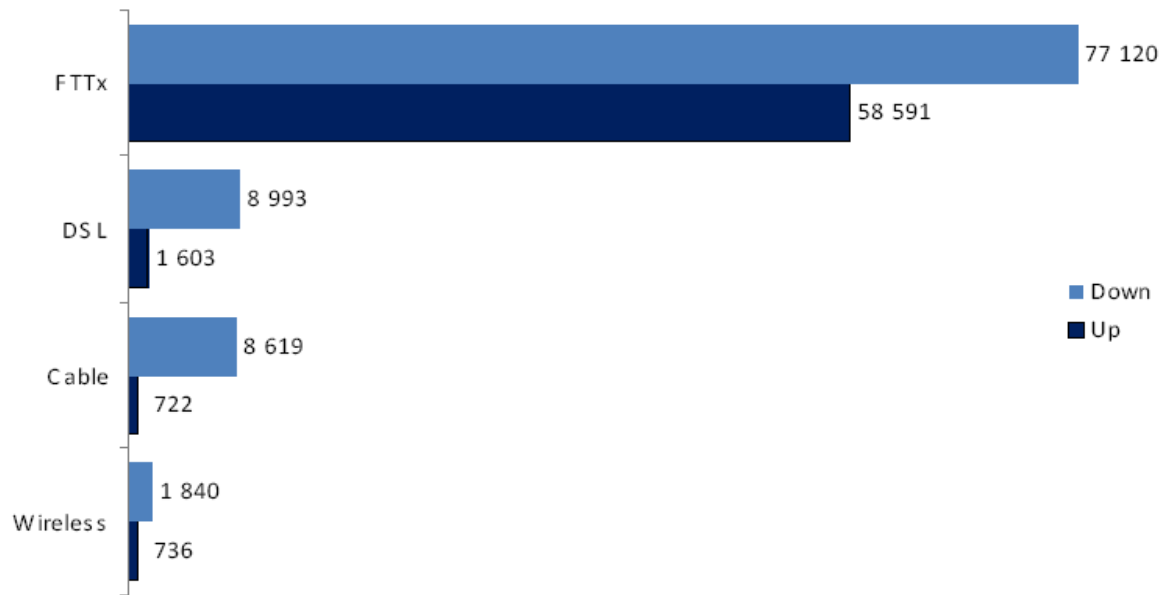 FTTx
77 120
58 591
DSL
8 993
1 603
Cable
8 619
722
Wireless
1 840
736
Down
Up